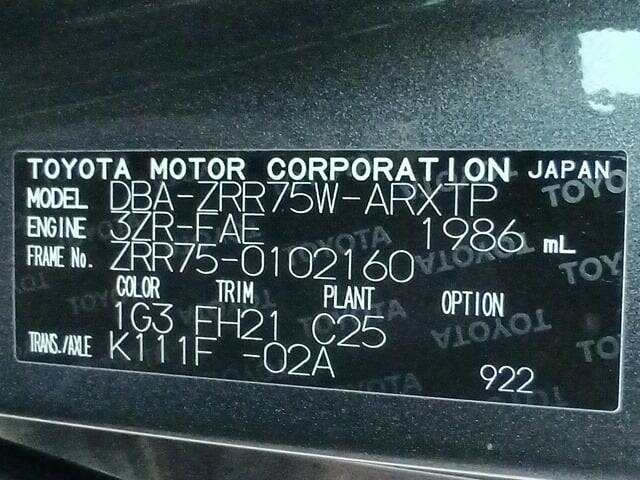 TOYOTA MOTOR CORPORATION JAPAN
MODEL DBA-ZRR75W-ARXTP
ENGINE 3ZR-FAE 1986 mL
FRAME No. ZRR75-0102160
COLOR TRIM PLANT OPTION
1G3 FH21 C25
TRANS./AXLE K111F -02A
922